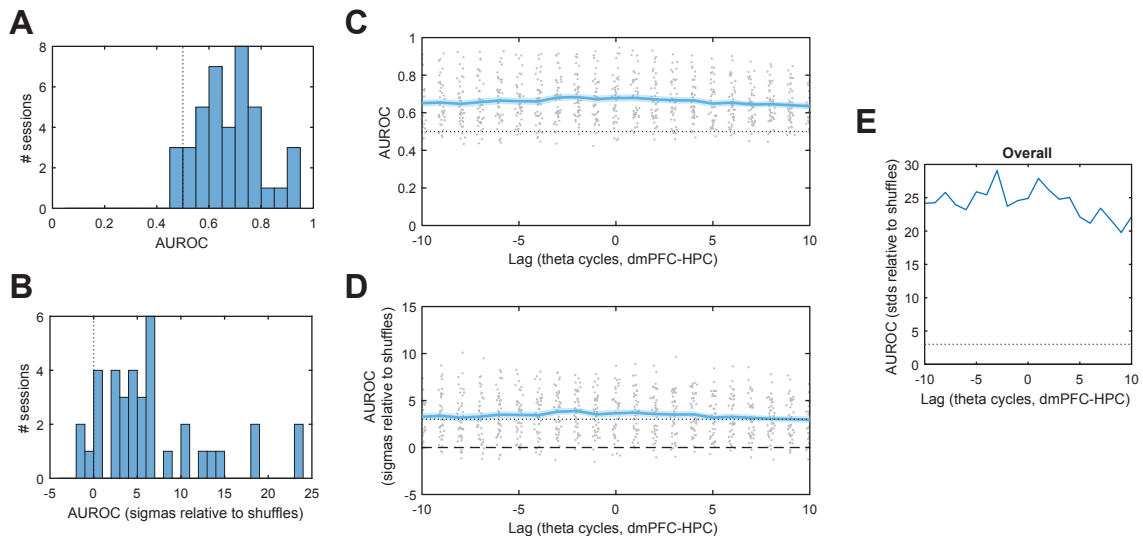 A
8
6
4
2
0
# sessions
0 0.2 0.4 0.6 0.8 1
AUROC
B
6
4
2
0
# sessions
-5 0 5 10 15 20 25
AUROC (sigmas relative to shuffles)
C
1
0.8
0.6
0.4
0.2
0
AUROC
-10 -5 0 5 10
Lag (theta cycles, dmPFC-HPC)
D
15
10
5
0
-5
AUROC
(sigmas relative to shuffles)
-10 -5 0 5 10
Lag (theta cycles, dmPFC-HPC)
E
Overall
30
25
20
15
10
5
0
AUROC (stds relative to shuffles)
-10 -5 0 5 10
Lag (theta cycles, dmPFC-HPC)